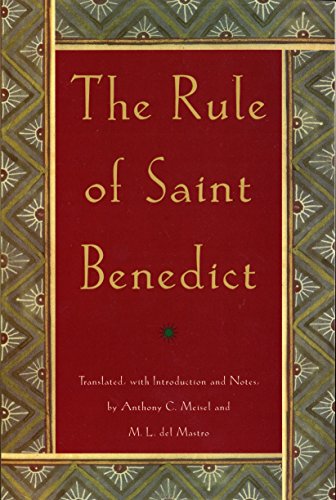 The Rule
of Saint
Benedict
Translated, with Introduction and Notes,
by Anthony C. Meisel and
M. L. del Mastro